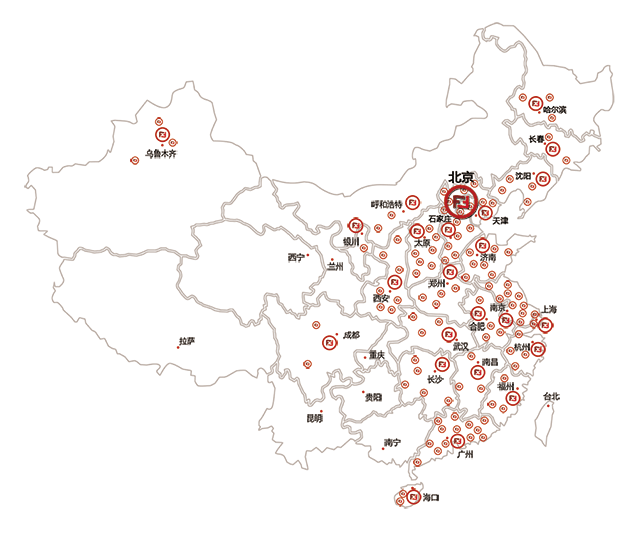 哈尔滨
长春
乌鲁木齐
沈阳
北京
呼和浩特
石家庄
天津
银川
太原
西宁
兰州
济南
郑州
西安
南京
上海
合肥
成都
拉萨
武汉
杭州
重庆
南昌
长沙
福州
贵阳
台北
昆明
南宁
广州
海口